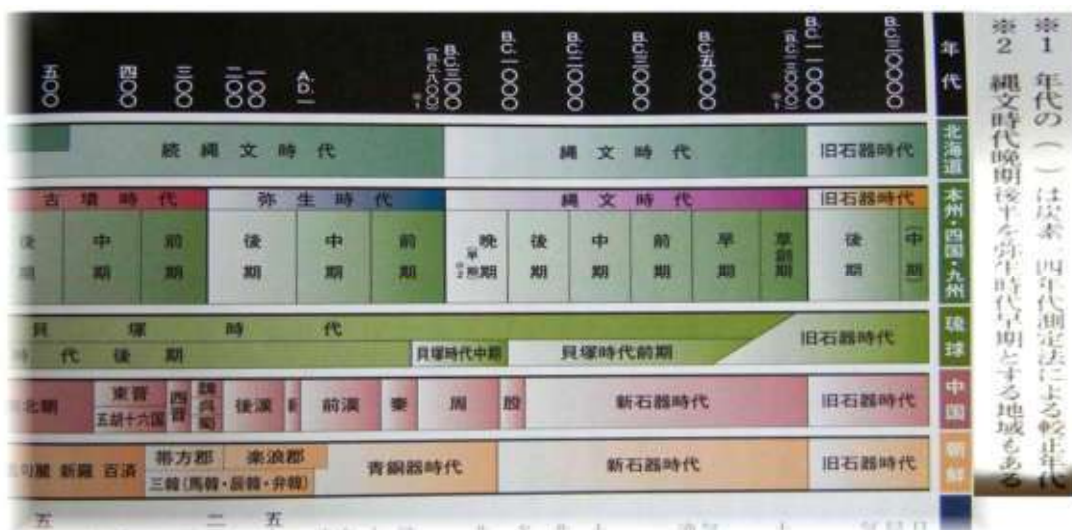 ※1 年代の( )は炭素一四年代測定法による較正年代
※2 縄文時代晩期後半を弥生時代早期とする地域もある
年代
B.C.三〇〇〇〇
B.C.一一〇〇〇
(B.C.一三〇〇〇)※1
B.C.五〇〇〇
B.C.三〇〇〇
B.C.二〇〇〇
B.C.一〇〇〇
B.C.三〇〇
(B.C.八〇〇)※1
A.D.一
一〇〇
二〇〇
三〇〇
四〇〇
五〇〇
北海道
旧石器時代
縄文時代
続縄文時代
本州・四国・九州
旧石器時代
(中期)
後期
縄文時代
草創期
早期
前期
中期
後期
晩期
(早期)※2
弥生時代
前期
中期
後期
古墳時代
前期
中期
後期
琉球
旧石器時代
貝塚時代
貝塚時代前期
貝塚時代中期
時代後期
中国
旧石器時代
新石器時代
殷
周
秦
前漢
新
後漢
魏呉蜀
西晋
東晋
五胡十六国
北朝
朝鮮
旧石器時代
新石器時代
青銅器時代
楽浪郡
帯方郡
三韓(馬韓・辰韓・弁韓)
句麗 新羅 百済